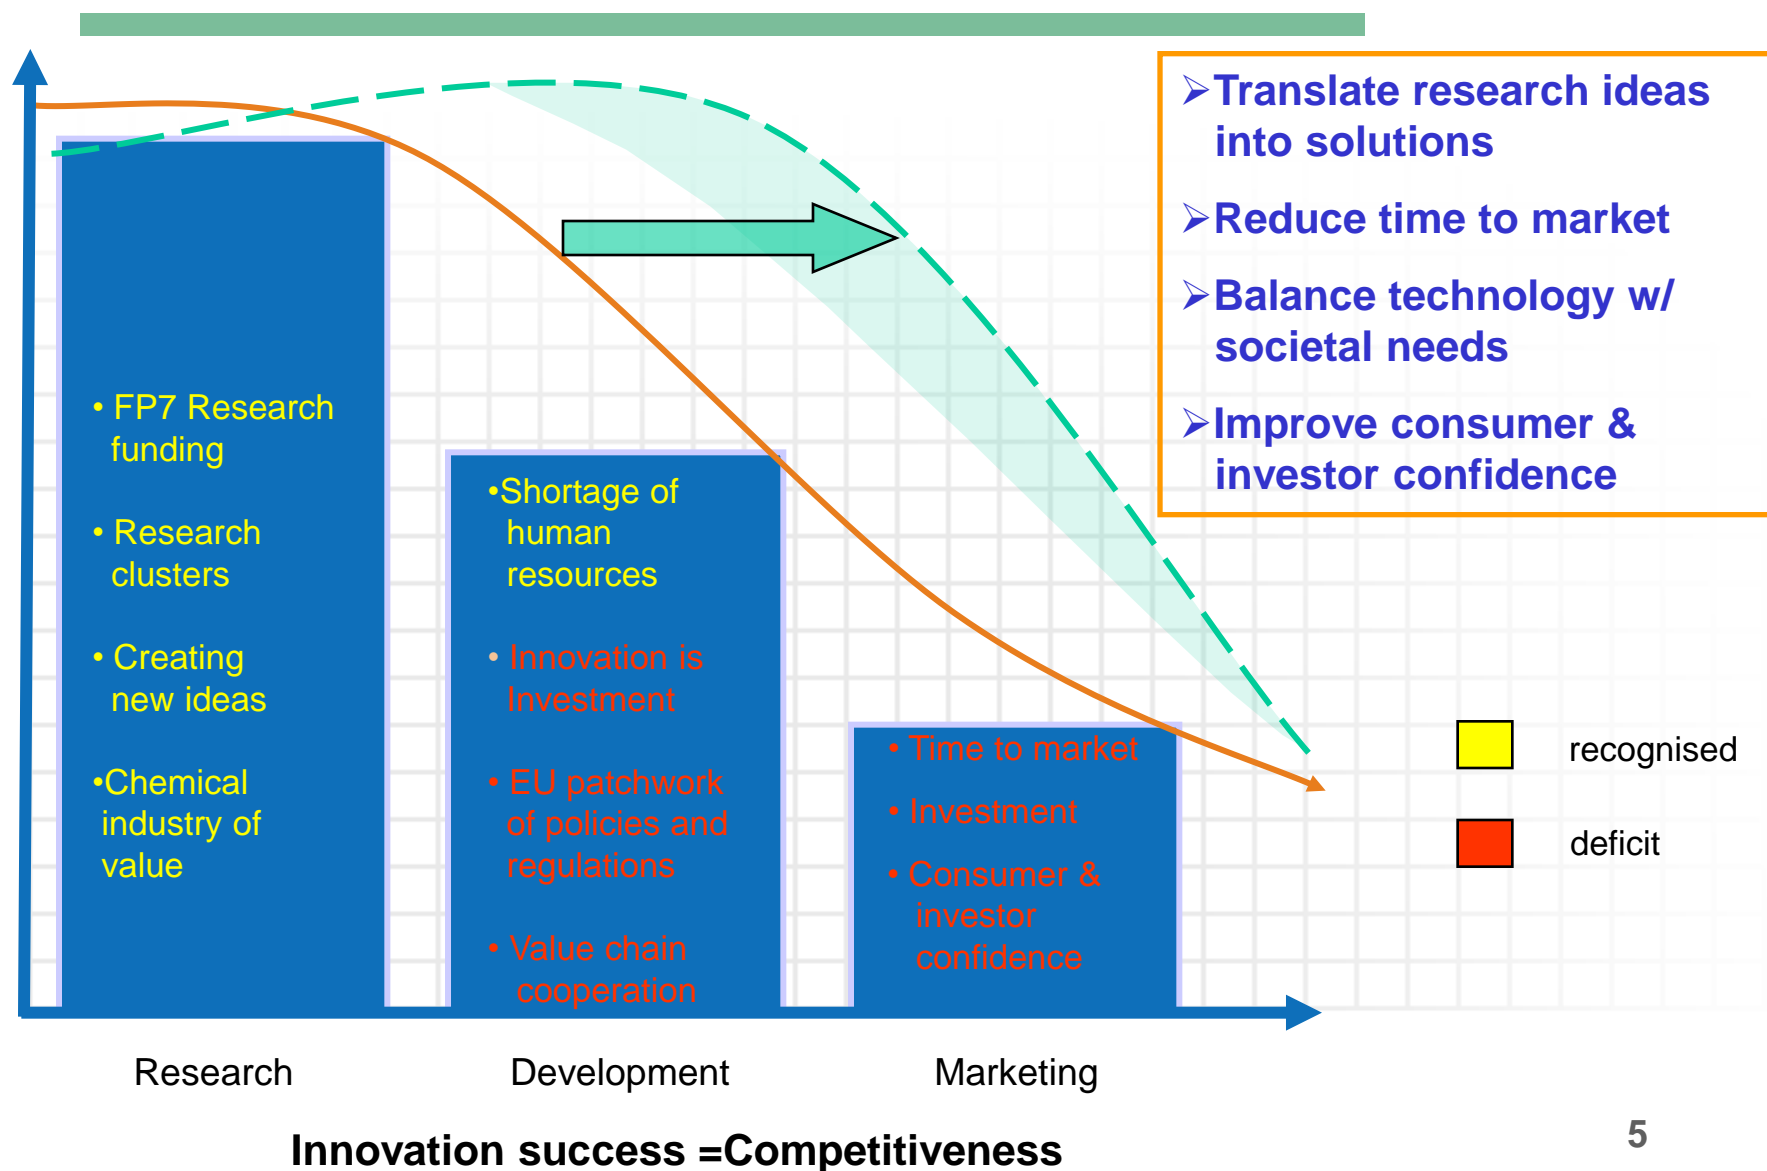 ➢Translate research ideas
into solutions
➢Reduce time to market
➢Balance technology w/
societal needs
➢Improve consumer &
investor confidence
• FP7 Research
funding
• Research
clusters
• Creating
new ideas
•Chemical
industry of
value
•Shortage of
human
resources
• Innovation is
Investment
• EU patchwork
of policies and
regulations
• Value chain
cooperation
• Time to market
• Investment
• Consumer &
investor
confidence
recognised
deficit
Research
Development
Marketing
Innovation success =Competitiveness
5